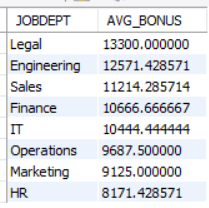 JOBDEPT AVG_BONUS
Legal 13300.000000
Engineering 12571.428571
Sales 11214.285714
Finance 10666.666667
IT 10444.444444
Operations 9687.500000
Marketing 9125.000000
HR 8171.428571